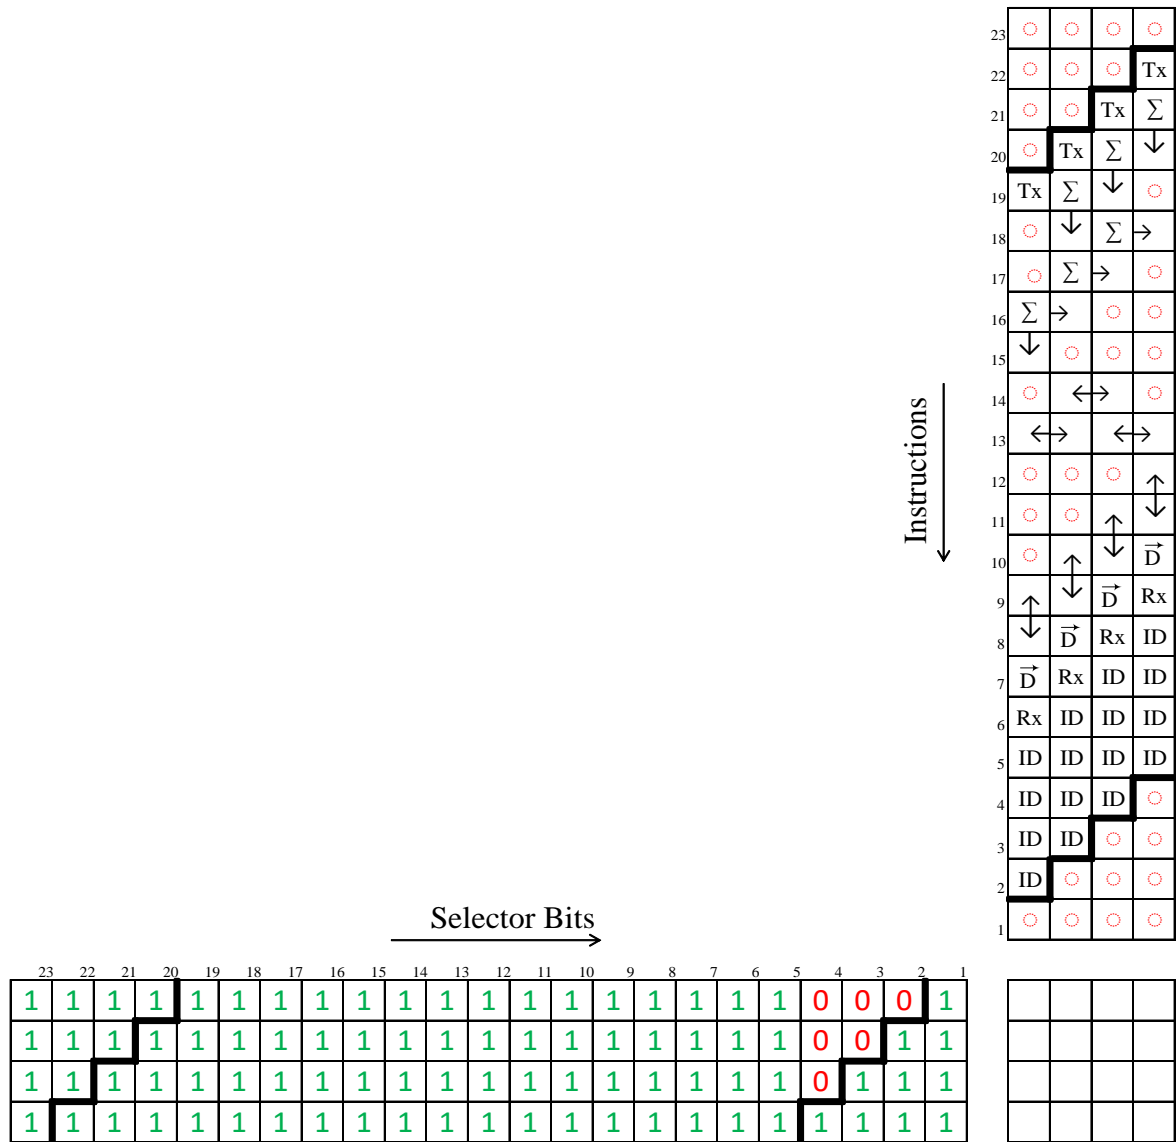 23
22 Tx
21 Tx Σ
20 Tx Σ
19 Tx Σ
18 Σ
17 Σ
16 Σ
15
14
13
12
11
10 D⃗
9 D⃗ Rx
8 D⃗ Rx ID
7 D⃗ Rx ID ID
6 Rx ID ID ID
5 ID ID ID ID
4 ID ID ID
3 ID ID
2 ID
1
Instructions
Selector Bits
23 22 21 20 19 18 17 16 15 14 13 12 11 10 9 8 7 6 5 4 3 2 1
1 1 1 1 1 1 1 1 1 1 1 1 1 1 1 1 1 1 1 0 0 0 1
1 1 1 1 1 1 1 1 1 1 1 1 1 1 1 1 1 1 1 0 0 1 1
1 1 1 1 1 1 1 1 1 1 1 1 1 1 1 1 1 1 1 0 1 1 1
1 1 1 1 1 1 1 1 1 1 1 1 1 1 1 1 1 1 1 1 1 1 1